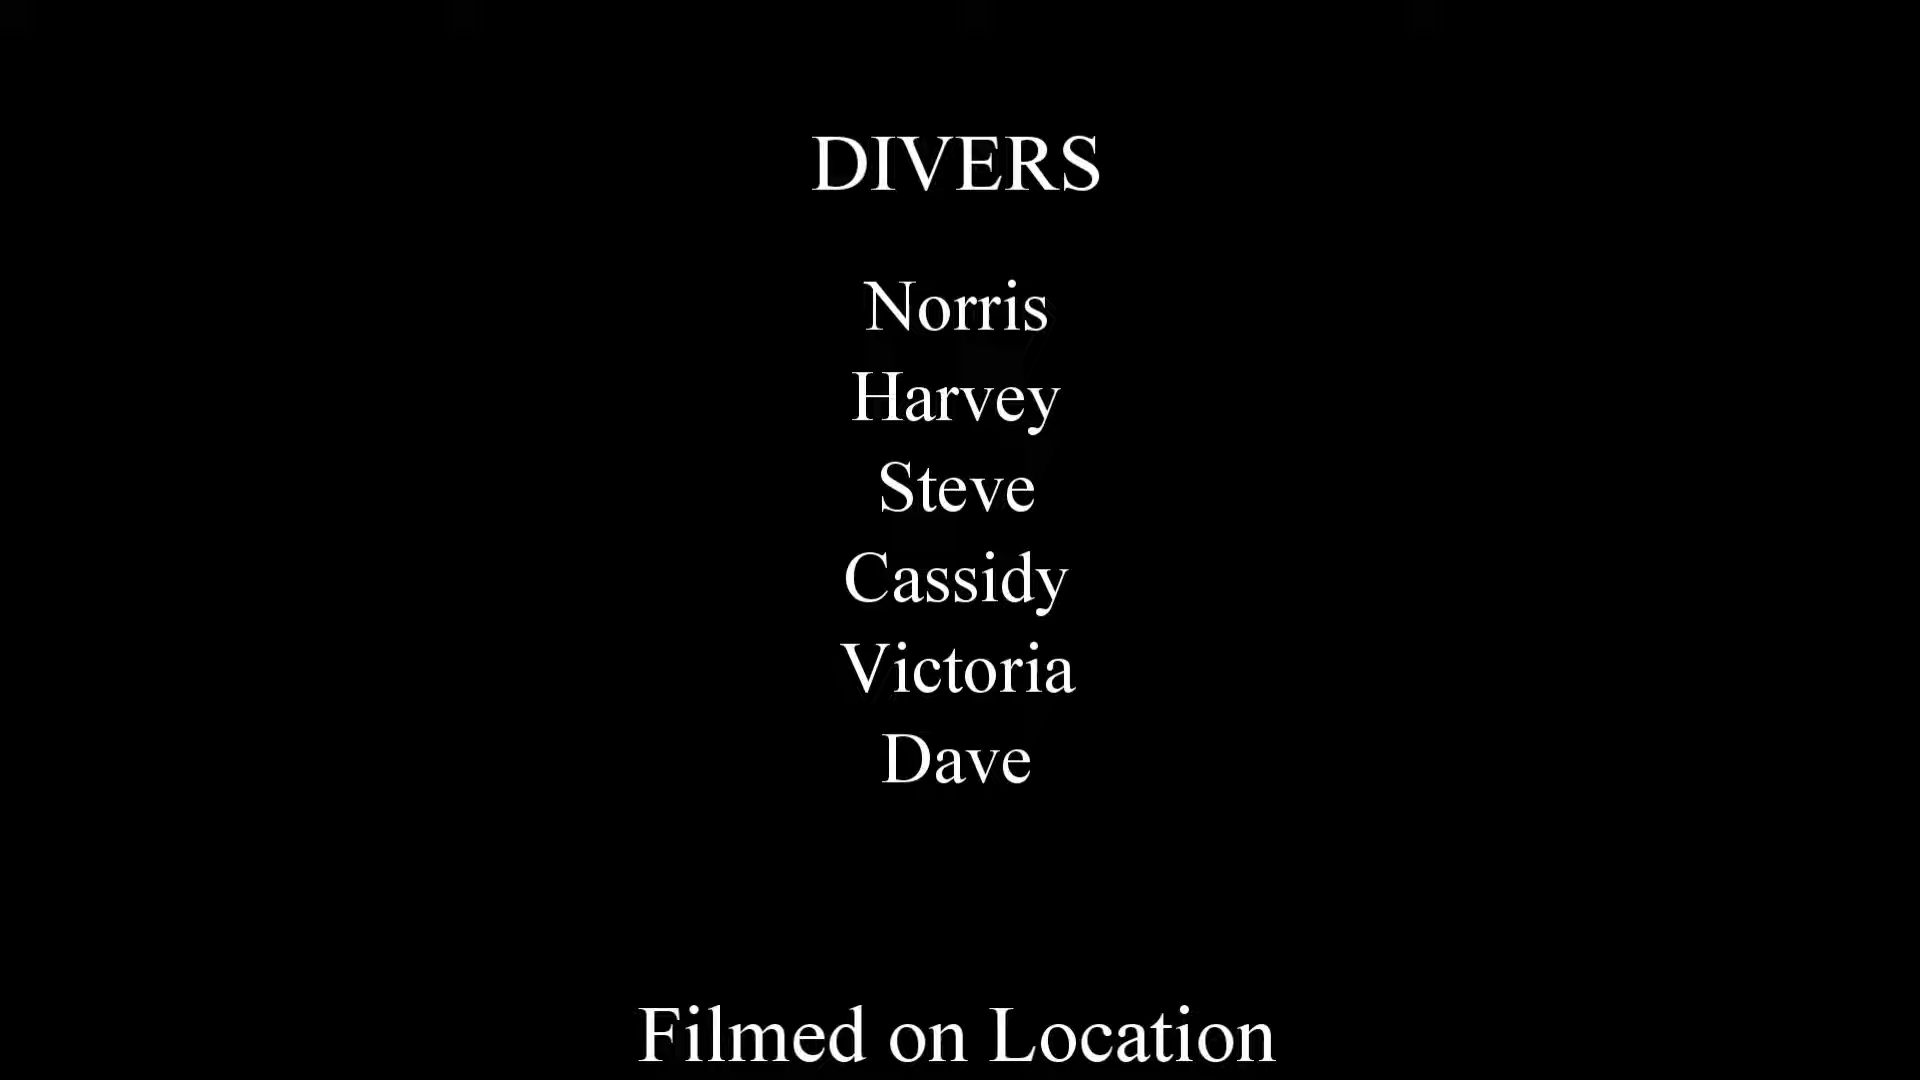 DIVERS
Norris
Harvey
Steve
Cassidy
Victoria
Dave
Filmed on Location